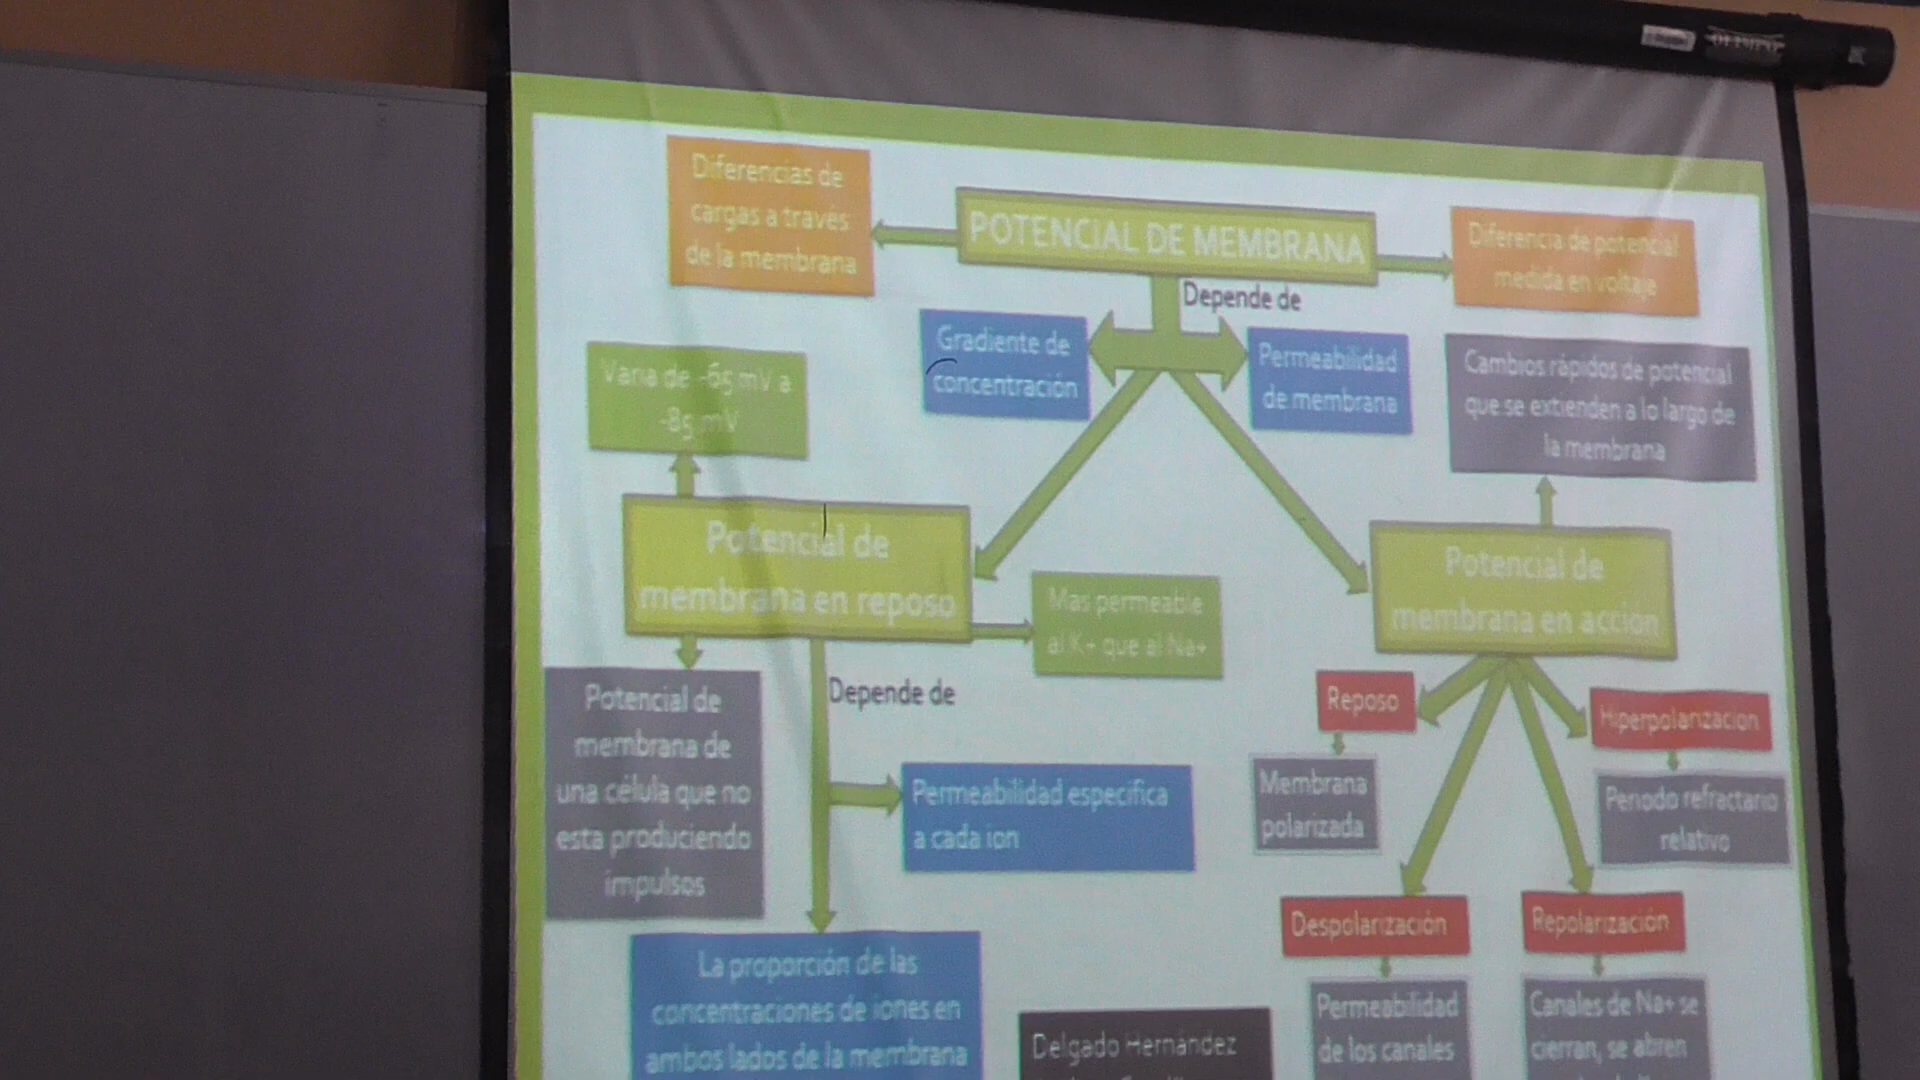 Diferencias de
cargas a través
de la membrana
POTENCIAL DE MEMBRANA
Diferencia de potencial
medida en voltaje
Depende de
Gradiente de
concentración
Permeabilidad
de membrana
Varia de -65 mV a
-85 mV
Cambios rápidos de potencial
que se extienden a lo largo de
la membrana
Potencial de
membrana en reposo
Mas permeable
al K+ que al Na+
Potencial de
membrana en acción
Potencial de
membrana de
una célula que no
esta produciendo
impulsos
Depende de
Permeabilidad especifica
a cada ion
La proporción de las
concentraciones de iones en
ambos lados de la membrana
Reposo
Membrana
polarizada
Hiperpolarizacion
Periodo refractario
relativo
Despolarización
Permeabilidad
de los canales
Repolarización
Canales de Na+ se
cierran, se abren
Delgado Hernández